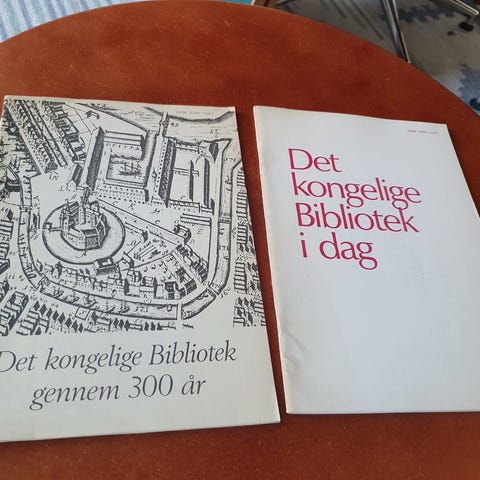 Det kongelige Bibliotek
gennem 300 år
Det
kongelige
Bibliotek
i dag